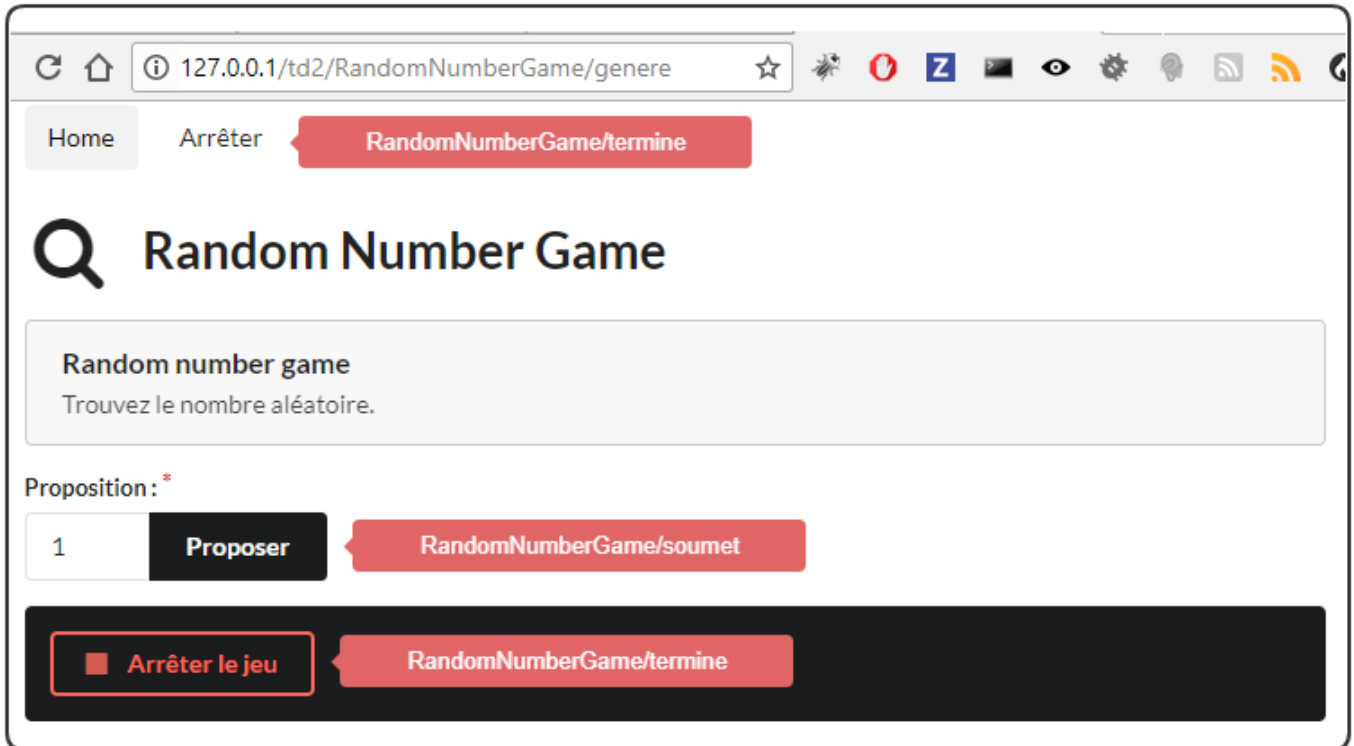 127.0.0.1/td2/RandomNumberGame/genere
Z
Home Arrêter RandomNumberGame/termine
Random Number Game
Random number game
Trouvez le nombre aléatoire.
Proposition : *
1 Proposer RandomNumberGame/soumet
Arrêter le jeu RandomNumberGame/termine